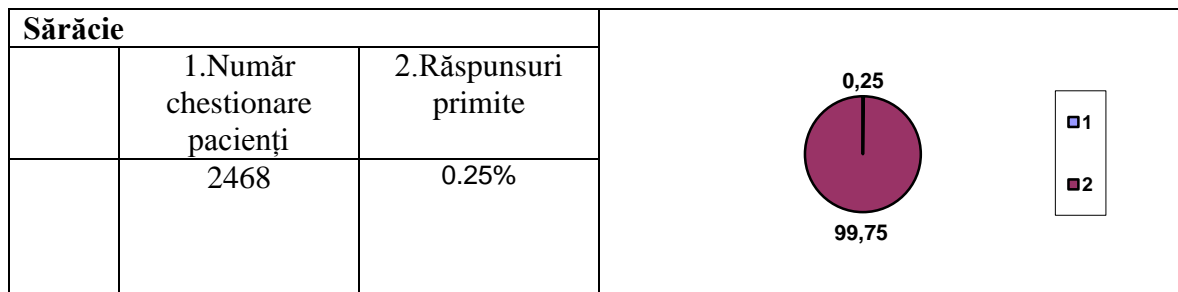 Sărăcie
1.Număr
chestionare
pacienți
2.Răspunsuri
primite
2468
0.25%
0,25
99,75
1
2